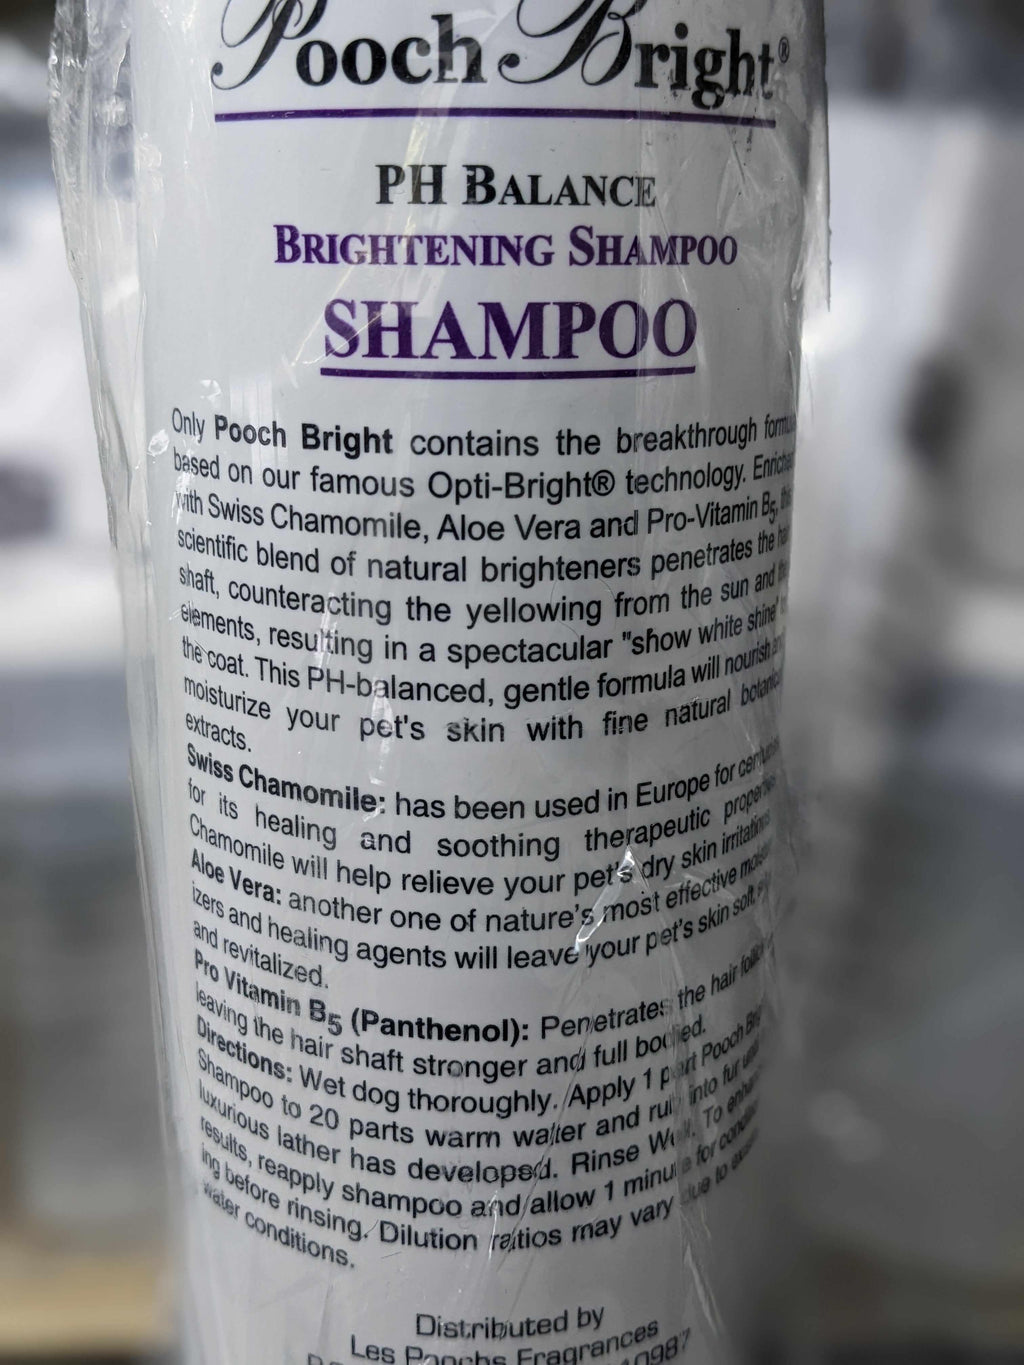 Pooch Bright®
PH BALANCE
BRIGHTENING SHAMPOO
SHAMPOO
Only Pooch Bright contains the breakthrough
based on our famous Opti-Bright® technology.
with Swiss Chamomile, Aloe Vera and Pro-Vitamin B5,
scientific blend of natural brighteners penetrates the
shaft, counteracting the yellowing from the sun and
elements, resulting in a spectacular "show white shine"
the coat. This PH-balanced, gentle formula will nourish
moisturize your pet's skin with fine natural
extracts.
Swiss Chamomile: has been used in Europe for
for its healing and soothing therapeutic
Chamomile will help relieve your pet's dry skin
Aloe Vera: another one of nature's most effective
izers and healing agents will leave your pet's skin soft,
and revitalized.
Pro Vitamin B5 (Panthenol): Penetrates the hair
leaving the hair shaft stronger and full bodied.
Directions: Wet dog thoroughly. Apply 1 part Pooch
Shampoo to 20 parts warm water and rub into fur
luxurious lather has developed. Rinse Well. To
results, reapply shampoo and allow 1 minute for
ing before rinsing. Dilution ratios may vary due to
water conditions.
Distributed by
Les Poochs Fragrances
10987